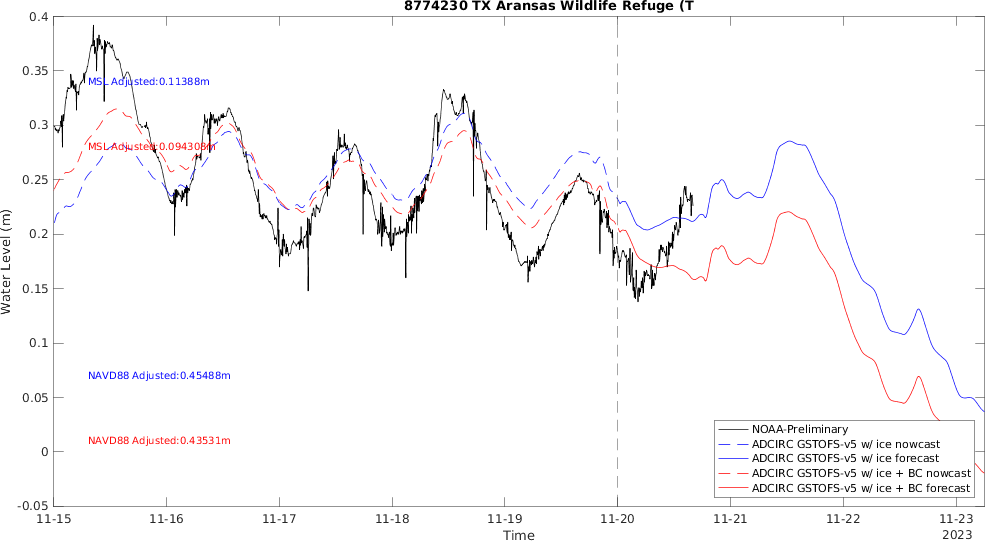 8774230 TX Aransas Wildlife Refuge (T
0.4
0.35
0.3
0.25
0.2
0.15
0.1
0.05
0
-0.05
Water Level (m)
MSL Adjusted:0.11388m
MSL Adjusted:0.094308m
NAVD88 Adjusted:0.45488m
NAVD88 Adjusted:0.43531m
NOAA-Preliminary
ADCIRC GSTOFS-v5 w/ ice nowcast
ADCIRC GSTOFS-v5 w/ ice forecast
ADCIRC GSTOFS-v5 w/ ice + BC nowcast
ADCIRC GSTOFS-v5 w/ ice + BC forecast
11-15 11-16 11-17 11-18 11-19 11-20 11-21 11-22 11-23
Time 2023